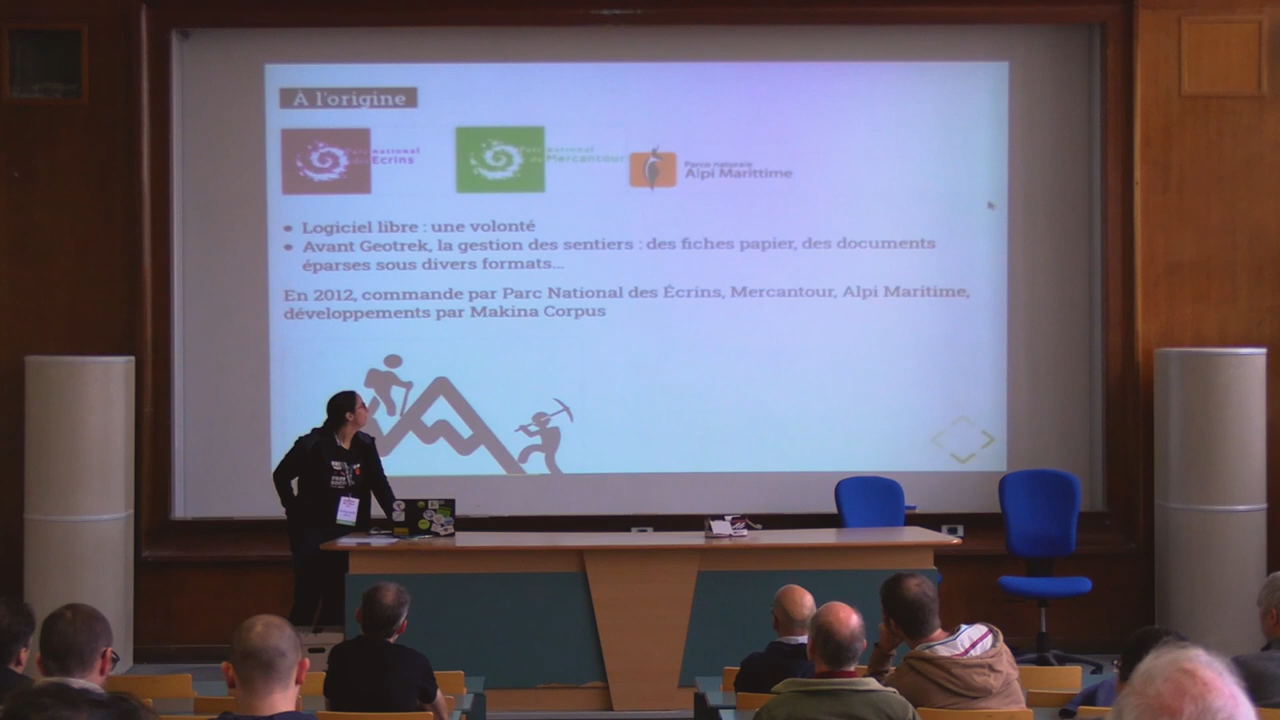 À l'origine
Parc national
des Ecrins
Parc national
du Mercantour
Parco naturale
Alpi Marittime
• Logiciel libre : une volonté
• Avant Geotrek, la gestion des sentiers : des fiches papier, des documents
éparses sous divers formats...
En 2012, commande par Parc National des Écrins, Mercantour, Alpi Maritime,
développements par Makina Corpus